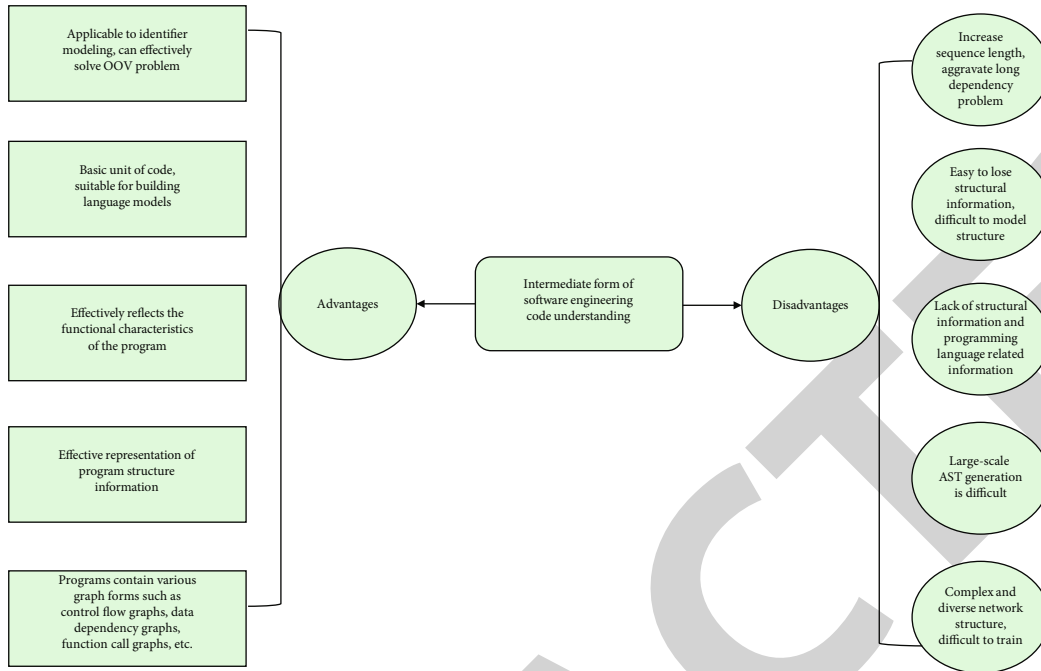 Applicable to identifier
modeling, can effectively
solve OOV problem
Basic unit of code,
suitable for building
language models
Effectively reflects the
functional characteristics
of the program
Effective representation of
program structure
information
Programs contain various
graph forms such as
control flow graphs, data
dependency graphs,
function call graphs, etc.
Advantages
Intermediate form of
software engineering
code understanding
Disadvantages
Increase
sequence length,
aggravate long
dependency
problem
Easy to lose
structural
information,
difficult to model
structure
Lack of structural
information and
programming
language related
information
Large-scale
AST generation
is difficult
Complex and
diverse network
structure,
difficult to train